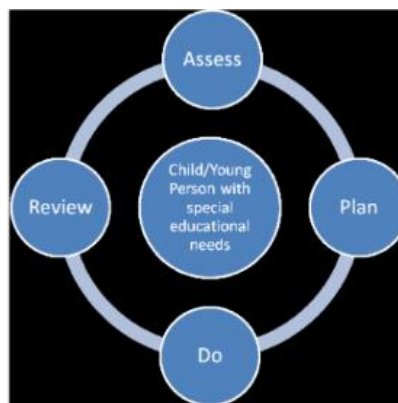 Assess
Child/Young
Person with
special
educational
needs
Review
Plan
Do